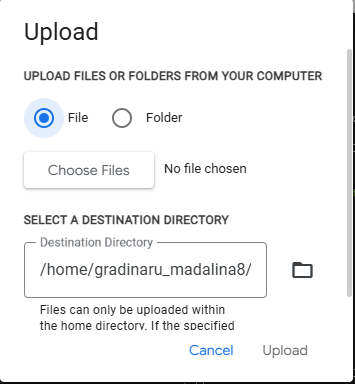 Upload
UPLOAD FILES OR FOLDERS FROM YOUR COMPUTER
File Folder
Choose Files No file chosen
SELECT A DESTINATION DIRECTORY
Destination Directory
/home/gradinaru_madalina8/
Files can only be uploaded within
the home directory. If the specified
Cancel Upload